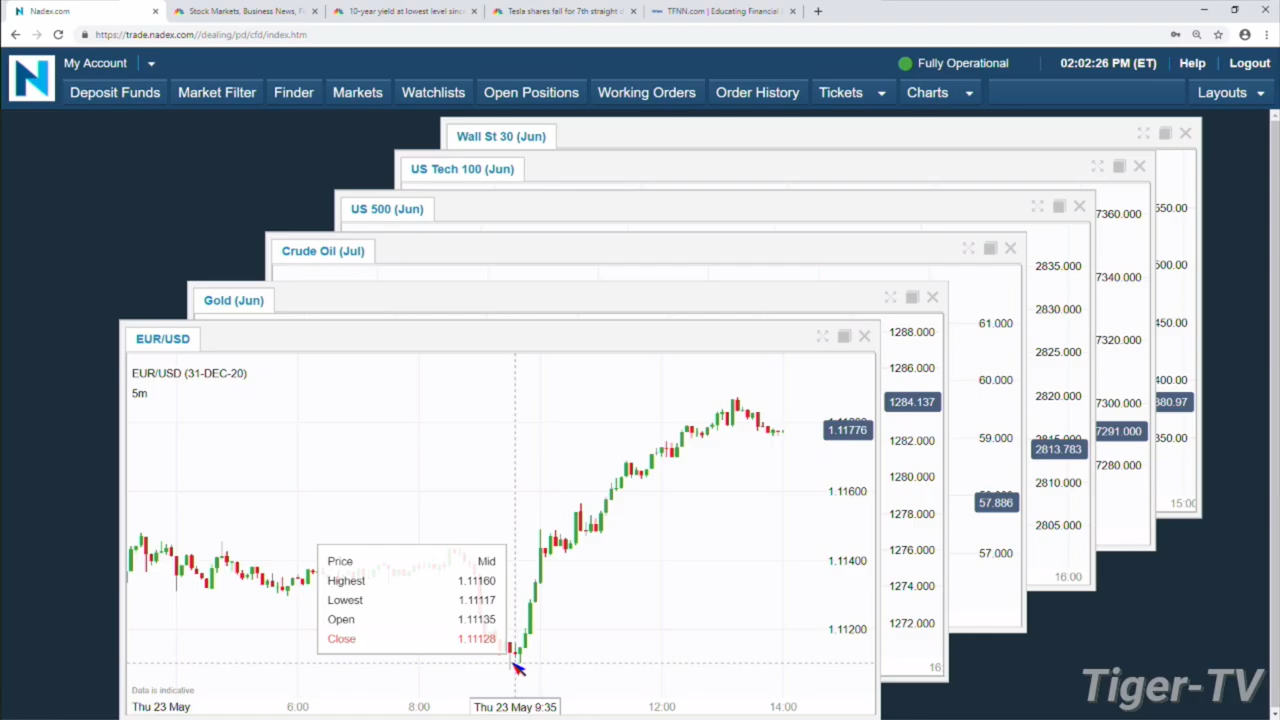 Nadex.com
Stock Markets, Business News, F
10-year yield at lowest level since
Tesla shares fall for 7th straight d
TFNN.com | Educating Financial
https://trade.nadex.com//dealing/pd/cfd/index.htm
N My Account Fully Operational 02:02:26 PM (ET) Help Logout
Deposit Funds Market Filter Finder Markets Watchlists Open Positions Working Orders Order History Tickets Charts Layouts
Wall St 30 (Jun)
US Tech 100 (Jun)
US 500 (Jun)
Crude Oil (Jul)
Gold (Jun)
EUR/USD
EUR/USD (31-DEC-20)
5m
Price Mid
Highest 1.11160
Lowest 1.11117
Open 1.11135
Close 1.11128
1.11776
1.11600
1.11400
1.11200
Data is indicative
Thu 23 May 6:00 8:00 Thu 23 May 9:35 12:00 14:00
1288.000
1286.000
1284.137
1282.000
1280.000
1278.000
1276.000
1274.000
1272.000
16
61.000
60.000
59.000
57.886
57.000
2835.000
2830.000
2825.000
2820.000
2813.783
2810.000
2805.000
16:00
7360.000
7340.000
7320.000
7300.000
7291.000
7280.000
550.00
500.00
450.00
400.00
380.97
350.00
15:00
Tiger-TV